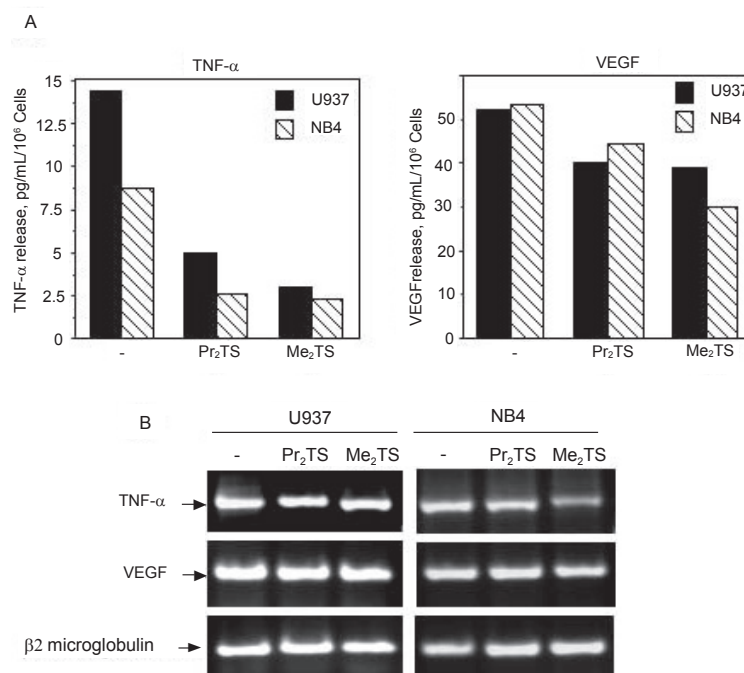 A
TNF-α
TNF-α release, pg/mL/10⁶ Cells
15
12.5
10
7.5
5
2.5
0
U937
NB4
-
Pr₂TS
Me₂TS
VEGF
VEGFrelease, pg/mL/10⁶ Cells
50
40
30
20
10
0
U937
NB4
-
Pr₂TS
Me₂TS
B
U937
NB4
- Pr₂TS Me₂TS
- Pr₂TS Me₂TS
TNF-α
VEGF
β2 microglobulin